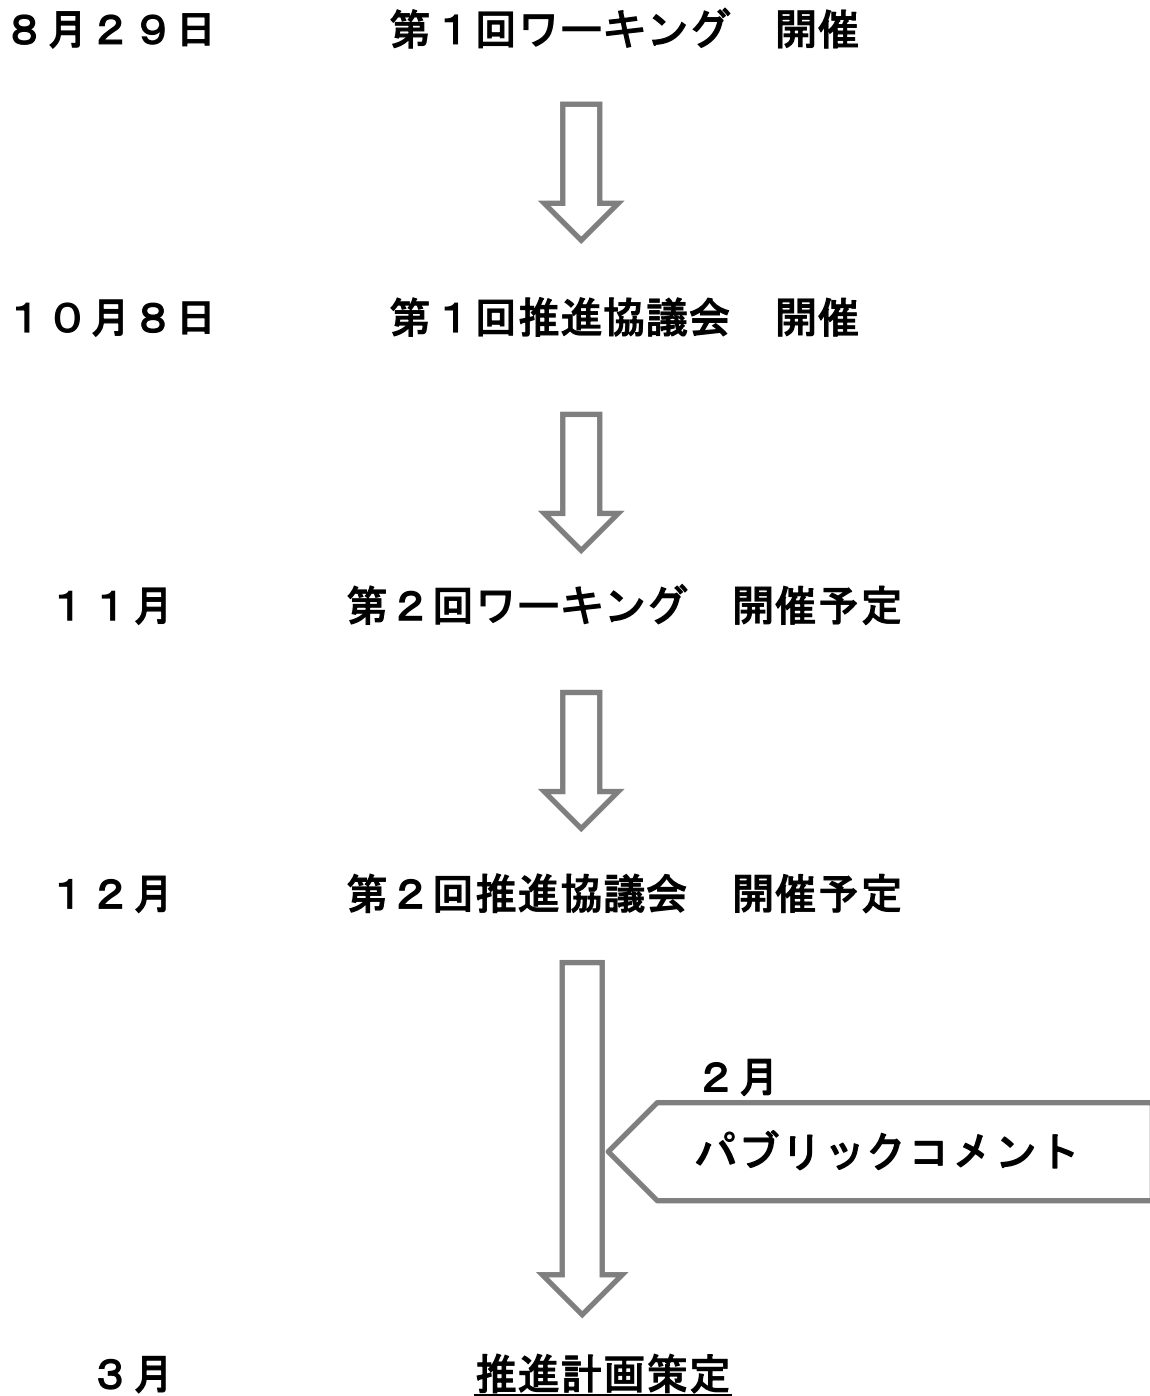 ８月２９日　　　　第１回ワーキング　開催
１０月８日　　　　第１回推進協議会　開催
１１月　　　　第２回ワーキング　開催予定
１２月　　　　第２回推進協議会　開催予定
２月
パブリックコメント
３月　　　　　　　推進計画策定